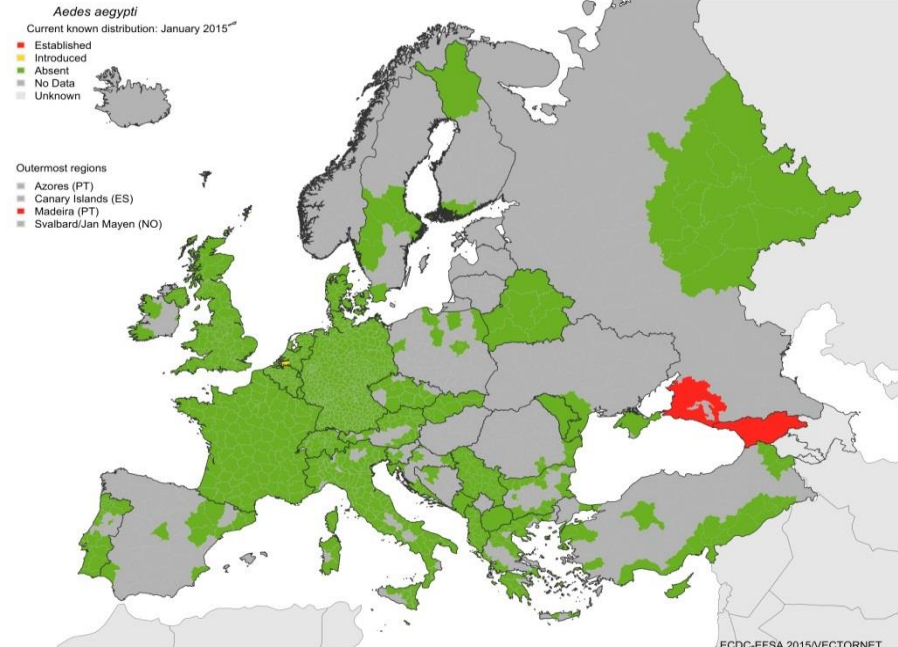 Aedes aegypti
Current known distribution: January 2015
Established
Introduced
Absent
No Data
Unknown
Outermost regions
Azores (PT)
Canary Islands (ES)
Madeira (PT)
Svalbard/Jan Mayen (NO)
ECDC-EFSA 2015/VECTORNET